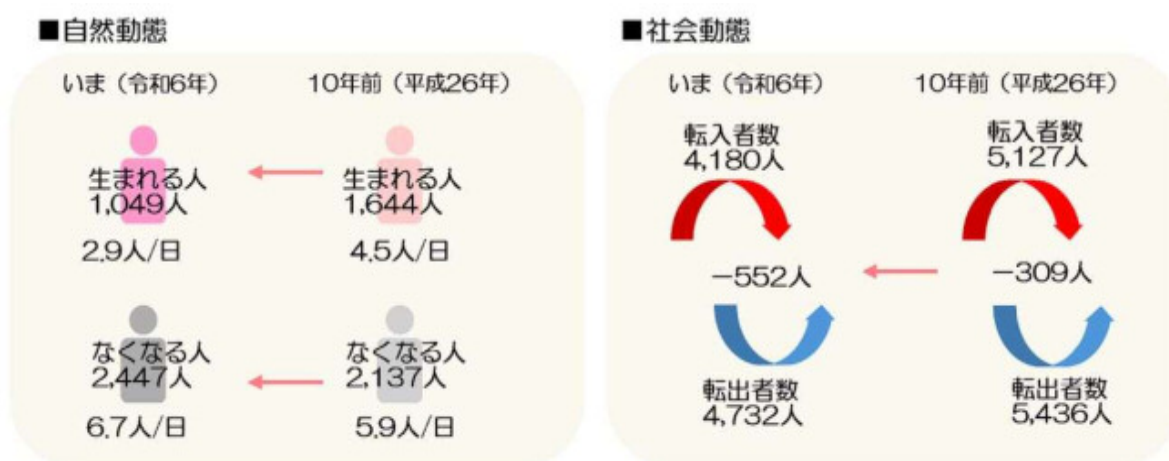 ■自然動態
いま（令和6年）
10年前（平成26年）
生まれる人
1,049人
2.9人/日
生まれる人
1,644人
4.5人/日
なくなる人
2,447人
6.7人/日
なくなる人
2,137人
5.9人/日
■社会動態
いま（令和6年）
10年前（平成26年）
転入者数
4,180人
－552人
転出者数
4,732人
転入者数
5,127人
－309人
転出者数
5,436人